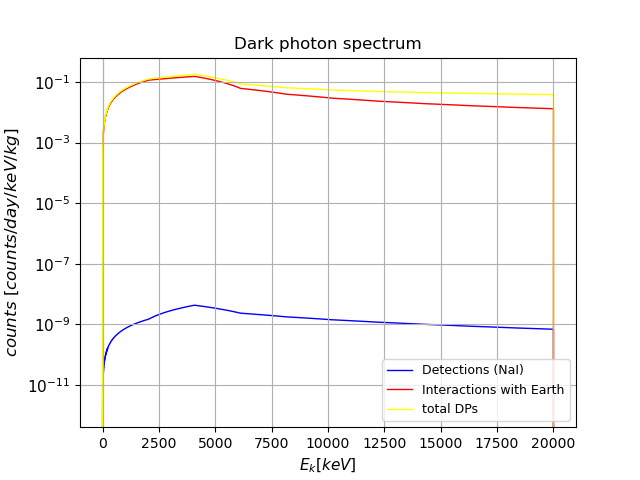 Dark photon spectrum
counts [counts/day/keV/kg]
10⁻¹
10⁻³
10⁻⁵
10⁻⁷
10⁻⁹
10⁻¹¹
Detections (NaI)
Interactions with Earth
total DPs
0 2500 5000 7500 10000 12500 15000 17500 20000
Eₖ[keV]